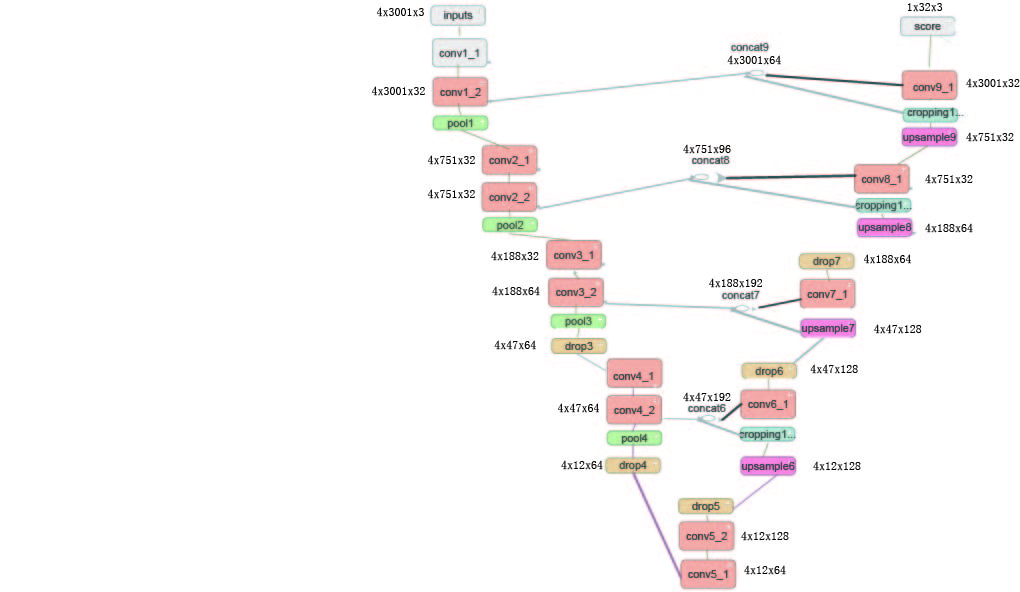 4x3001x3
inputs
1x32x3
score
conv1_1
concat9
4x3001x64
4x3001x32
conv1_2
conv9_1
4x3001x32
pool1
cropping1...
upsample9
4x751x32
4x751x32
conv2_1
4x751x96
concat8
conv8_1
4x751x32
4x751x32
conv2_2
cropping1...
pool2
upsample8
4x188x64
4x188x32
conv3_1
drop7
4x188x64
4x188x64
conv3_2
4x188x192
concat7
conv7_1
pool3
upsample7
4x47x128
4x47x64
drop3
conv4_1
drop6
4x47x128
4x47x64
conv4_2
4x47x192
concat6
conv6_1
pool4
cropping1...
4x12x64
drop4
upsample6
4x12x128
drop5
conv5_2
4x12x128
conv5_1
4x12x64